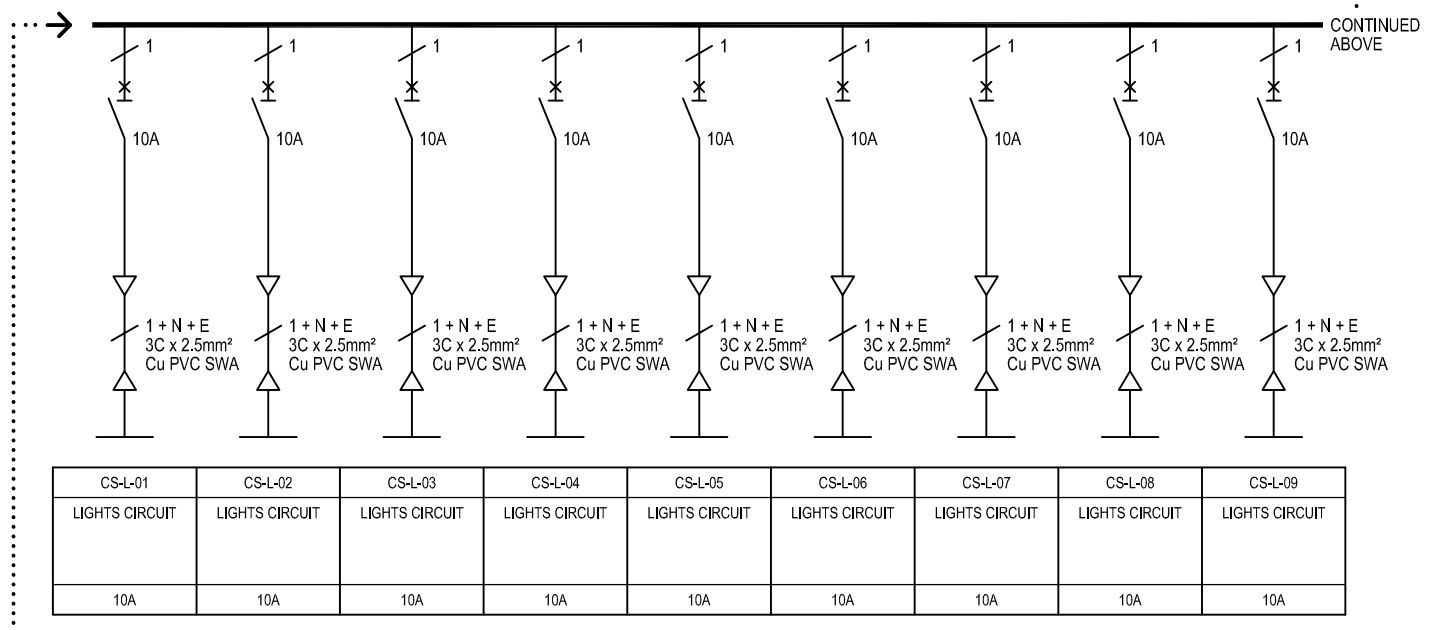 CONTINUED
ABOVE
1 1 1 1 1 1 1 1 1
10A 10A 10A 10A 10A 10A 10A 10A 10A
1 + N + E 1 + N + E 1 + N + E 1 + N + E 1 + N + E 1 + N + E 1 + N + E 1 + N + E 1 + N + E
3C x 2.5mm² 3C x 2.5mm² 3C x 2.5mm² 3C x 2.5mm² 3C x 2.5mm² 3C x 2.5mm² 3C x 2.5mm² 3C x 2.5mm² 3C x 2.5mm²
Cu PVC SWA Cu PVC SWA Cu PVC SWA Cu PVC SWA Cu PVC SWA Cu PVC SWA Cu PVC SWA Cu PVC SWA Cu PVC SWA
CS-L-01 CS-L-02 CS-L-03 CS-L-04 CS-L-05 CS-L-06 CS-L-07 CS-L-08 CS-L-09
LIGHTS CIRCUIT LIGHTS CIRCUIT LIGHTS CIRCUIT LIGHTS CIRCUIT LIGHTS CIRCUIT LIGHTS CIRCUIT LIGHTS CIRCUIT LIGHTS CIRCUIT LIGHTS CIRCUIT
10A 10A 10A 10A 10A 10A 10A 10A 10A